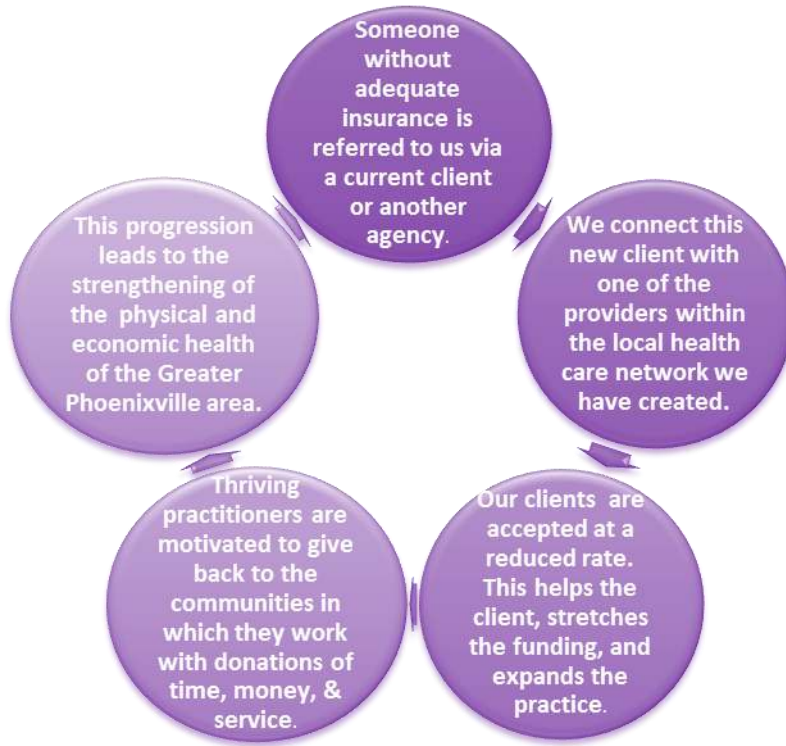 Someone
without
adequate
insurance is
referred to us via
a current client
or another
agency.
We connect this
new client with
one of the
providers within
the local health
care network we
have created.
Our clients are
accepted at a
reduced rate.
This helps the
client, stretches
the funding, and
expands the
practice.
Thriving
practitioners are
motivated to give
back to the
communities in
which they work
with donations of
time, money, &
service.
This progression
leads to the
strengthening of
the physical and
economic health
of the Greater
Phoenixville area.